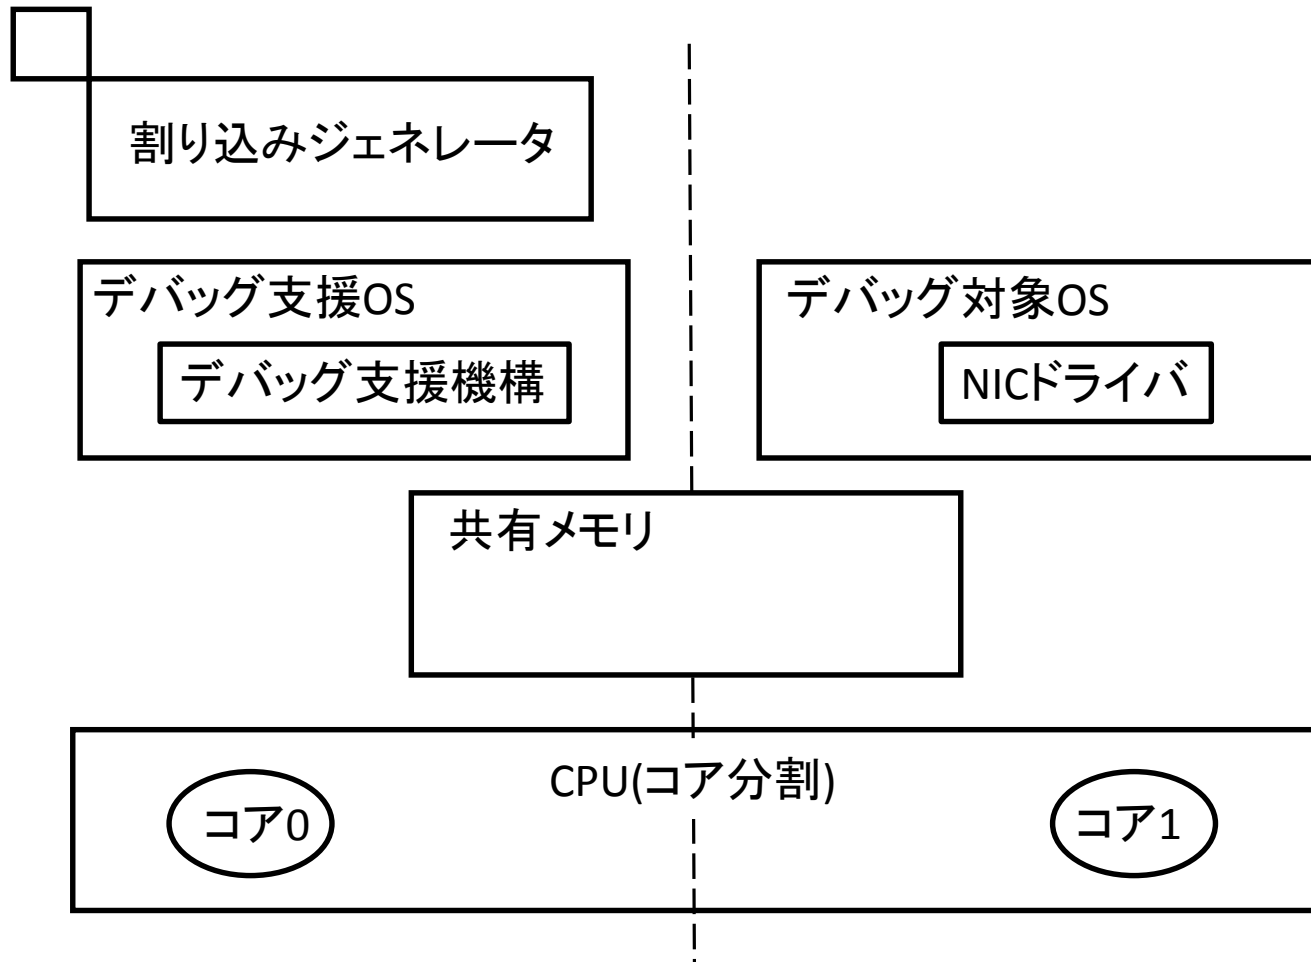 割り込みジェネレータ
デバッグ支援OS
デバッグ支援機構
デバッグ対象OS
NICドライバ
共有メモリ
CPU(コア分割)
コア0
コア1